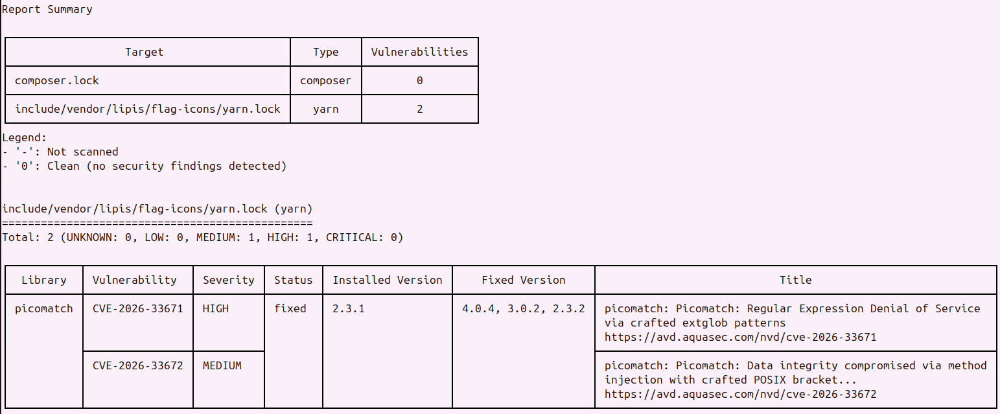 Report Summary
Target Type Vulnerabilities
composer.lock composer 0
include/vendor/lipis/flag-icons/yarn.lock yarn 2
Legend:
- '-': Not scanned
- '0': Clean (no security findings detected)
include/vendor/lipis/flag-icons/yarn.lock (yarn)
================================================
Total: 2 (UNKNOWN: 0, LOW: 0, MEDIUM: 1, HIGH: 1, CRITICAL: 0)
Library Vulnerability Severity Status Installed Version Fixed Version Title
picomatch CVE-2026-33671 HIGH fixed 2.3.1 4.0.4, 3.0.2, 2.3.2 picomatch: Picomatch: Regular Expression Denial of Service
via crafted extglob patterns
https://avd.aquasec.com/nvd/cve-2026-33671
CVE-2026-33672 MEDIUM picomatch: Picomatch: Data integrity compromised via method
injection with crafted POSIX bracket...
https://avd.aquasec.com/nvd/cve-2026-33672